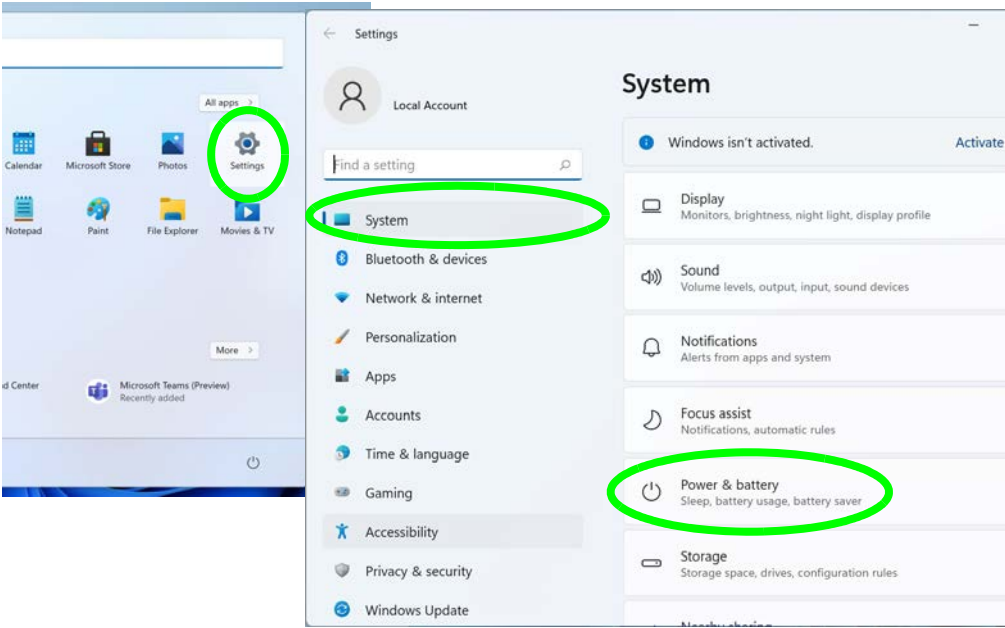 All apps >
Calendar
Microsoft Store
Photos
Settings
Notepad
Paint
File Explorer
Movies & TV
More >
d Center
Microsoft Teams (Preview)
Recently added
Settings
Local Account
Find a setting
System
Bluetooth & devices
Network & internet
Personalization
Apps
Accounts
Time & language
Gaming
Accessibility
Privacy & security
Windows Update
System
Windows isn't activated.
Activate
Display
Monitors, brightness, night light, display profile
Sound
Volume levels, output, input, sound devices
Notifications
Alerts from apps and system
Focus assist
Notifications, automatic rules
Power & battery
Sleep, battery usage, battery saver
Storage
Storage space, drives, configuration rules